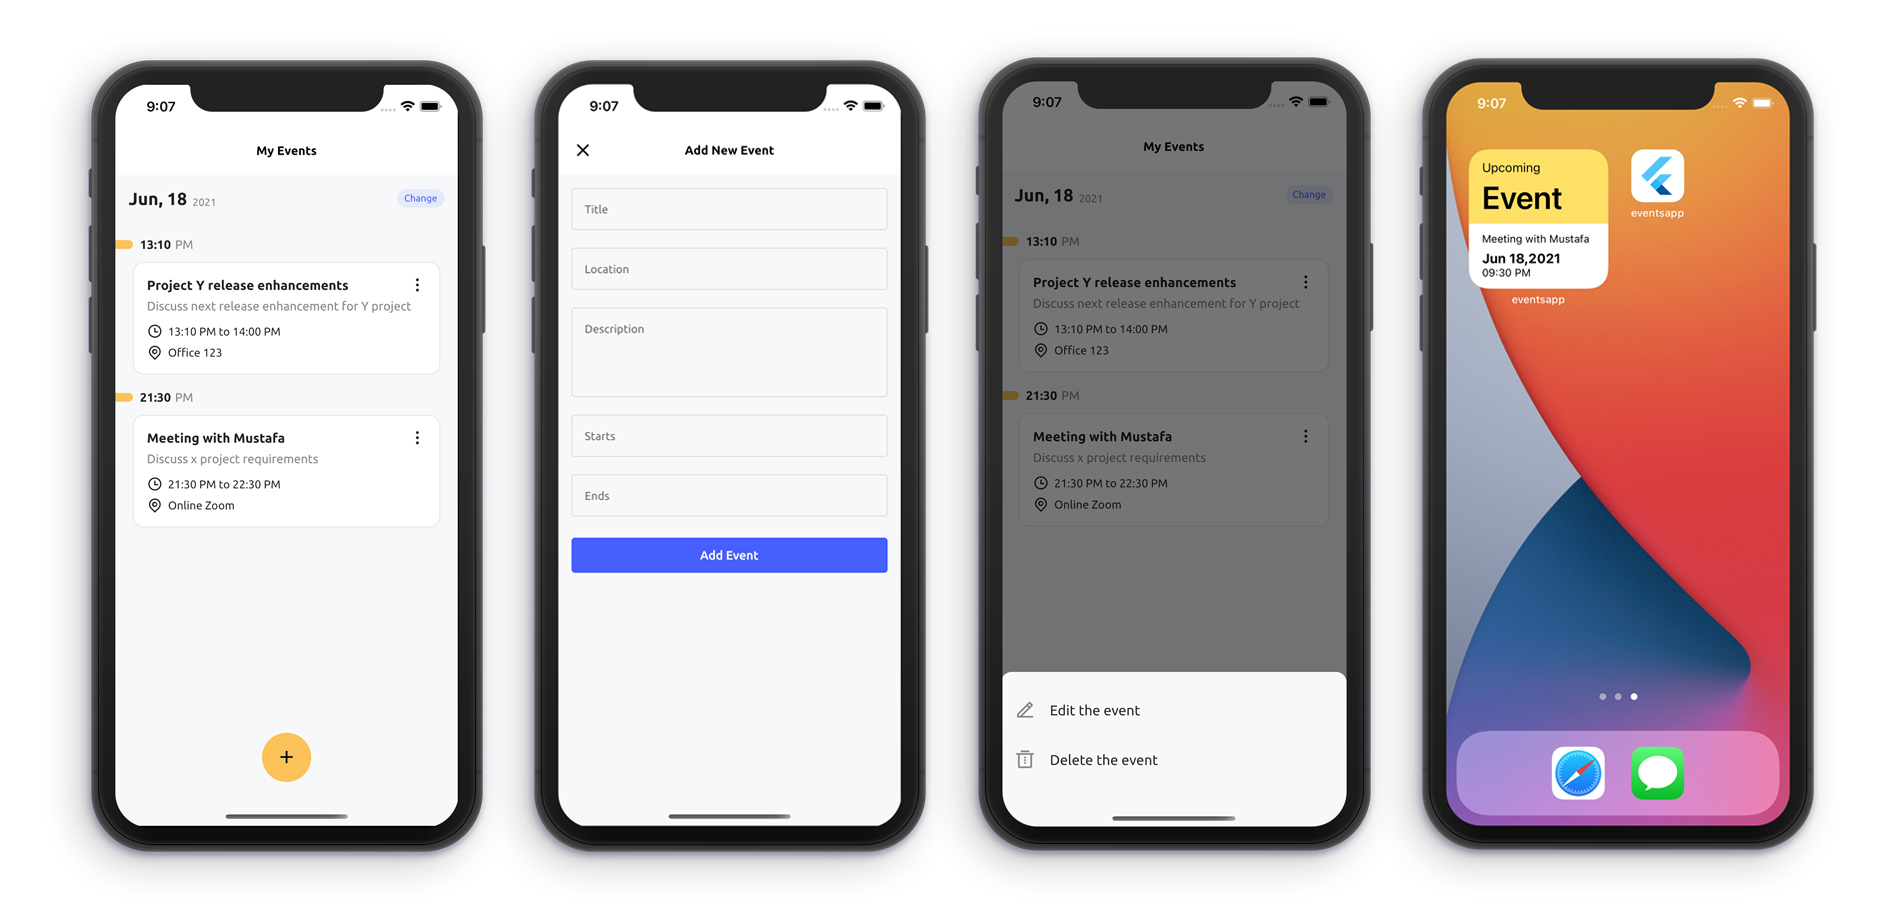 9:07
My Events
Jun, 18 2021
Change
13:10 PM
Project Y release enhancements
Discuss next release enhancement for Y project
13:10 PM to 14:00 PM
Office 123
21:30 PM
Meeting with Mustafa
Discuss x project requirements
21:30 PM to 22:30 PM
Online Zoom
+
9:07
Add New Event
Title
Location
Description
Starts
Ends
Add Event
9:07
My Events
Jun, 18 2021
Change
13:10 PM
Project Y release enhancements
Discuss next release enhancement for Y project
13:10 PM to 14:00 PM
Office 123
21:30 PM
Meeting with Mustafa
Discuss x project requirements
21:30 PM to 22:30 PM
Online Zoom
Edit the event
Delete the event
9:07
Upcoming
Event
Meeting with Mustafa
Jun 18,2021
09:30 PM
eventsapp
eventsapp